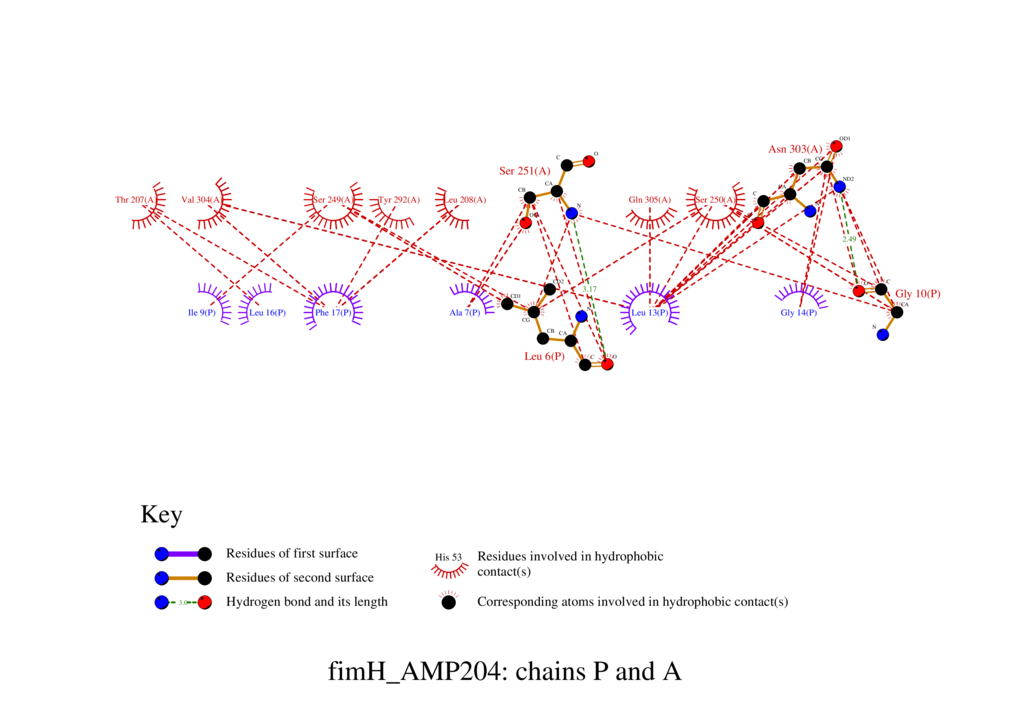 OD1
Asn 303(A)
CB
CG
ND2
C
O
Ser 251(A)
CA
CB
N
C
CA
Thr 207(A)
Val 304(A)
Ser 249(A)
Tyr 292(A)
Leu 208(A)
Gln 305(A)
Ser 250(A)
2.49
CD2
3.17
C
Gly 10(P)
CD1
CA
Ile 9(P)
Leu 16(P)
Phe 17(P)
Ala 7(P)
CG
Leu 13(P)
Gly 14(P)
N
CB
CA
Leu 6(P)
C
O
Key
Residues of first surface
Residues of second surface
Hydrogen bond and its length
His 53
Residues involved in hydrophobic
contact(s)
Corresponding atoms involved in hydrophobic contact(s)
fimH_AMP204: chains P and A